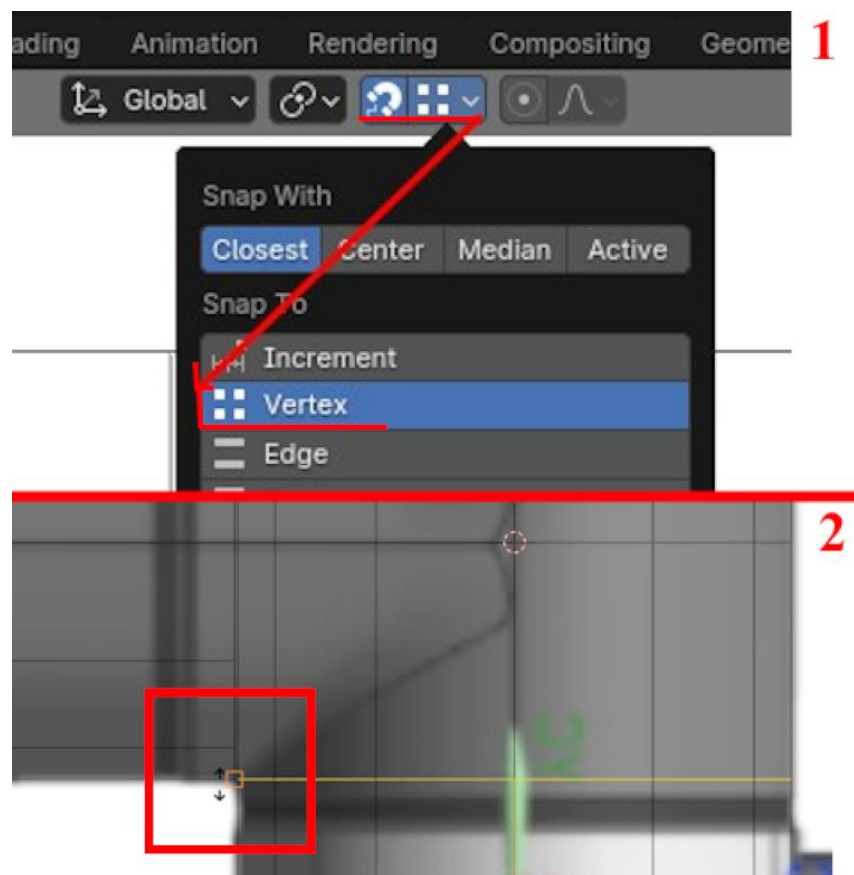 ading Animation Rendering Compositing Geome
1
Global
Snap With
Closest Center Median Active
Snap To
Increment
Vertex
Edge
2